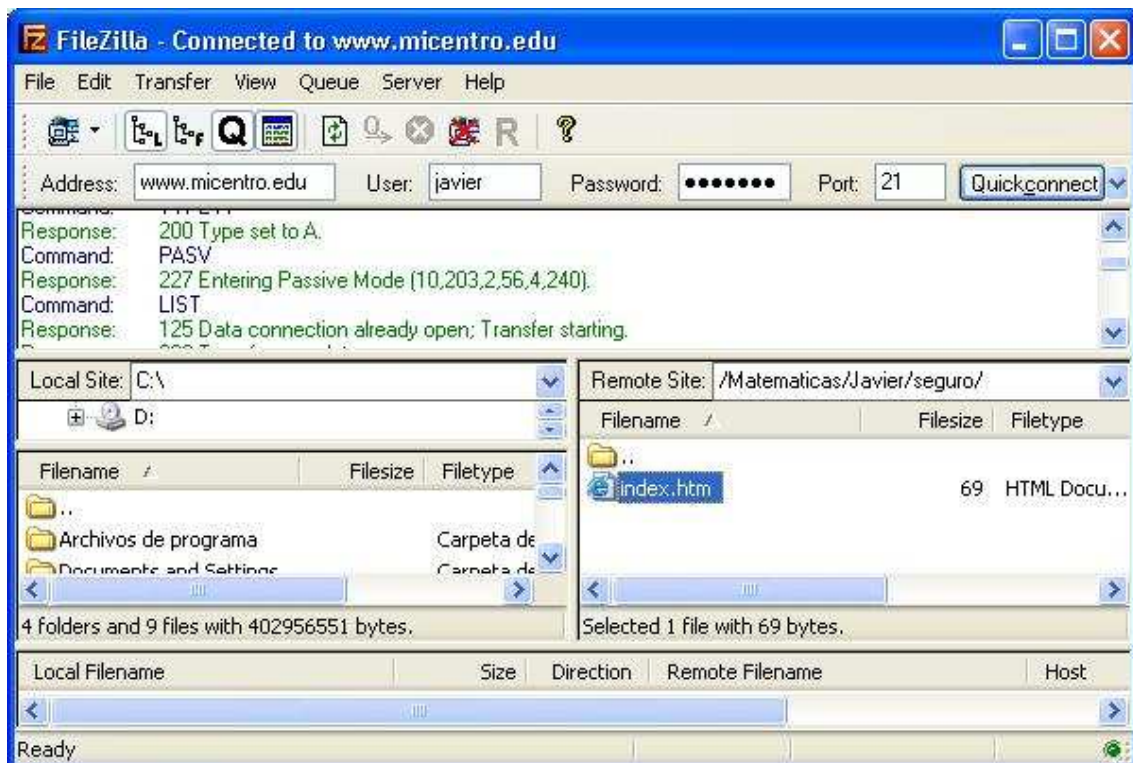 FileZilla - Connected to www.micentro.edu
File Edit Transfer View Queue Server Help
Address: www.micentro.edu User: javier Password: ●●●●●●● Port: 21 Quickconnect
Response: 200 Type set to A.
Command: PASV
Response: 227 Entering Passive Mode (10,203,2,56,4,240).
Command: LIST
Response: 125 Data connection already open; Transfer starting.
Local Site: C:\
D:
Filename / Filesize Filetype
..
Archivos de programa Carpeta de
Documents and Settings Carpeta de
4 folders and 9 files with 402956551 bytes.
Remote Site: /Matematicas/Javier/seguro/
Filename / Filesize Filetype
..
index.htm 69 HTML Docu...
Selected 1 file with 69 bytes.
Local Filename Size Direction Remote Filename Host
Ready